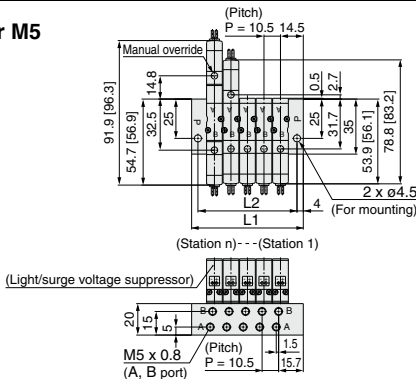 r M5
(Pitch)
P = 10.5 14.5
Manual override
14.8
0.5
2.7
91.9 [96.3]
54.7 [56.9]
32.5
25
P
A A A A
B B B B B
P
25
31.7
35
53.9 [56.1]
78.8 [83.2]
2 x ø4.5
(For mounting)
L2
4
L1
(Station n)---(Station 1)
(Light/surge voltage suppressor)
20
15
5
B B
A A
M5 x 0.8
(A, B port)
(Pitch)
P = 10.5
1.5
15.7